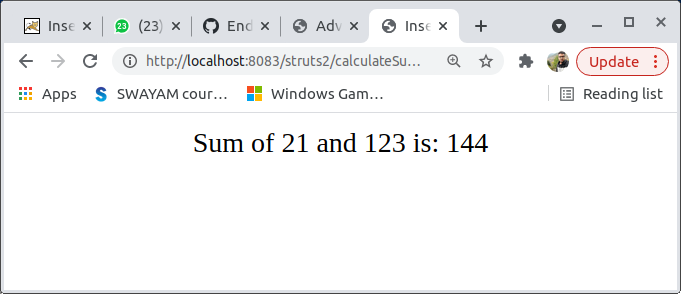 Inse
23 (23)
End
Adv
Inse
http://localhost:8083/struts2/calculateSu…
Update
Apps
SWAYAM cour…
Windows Gam…
Reading list
Sum of 21 and 123 is: 144